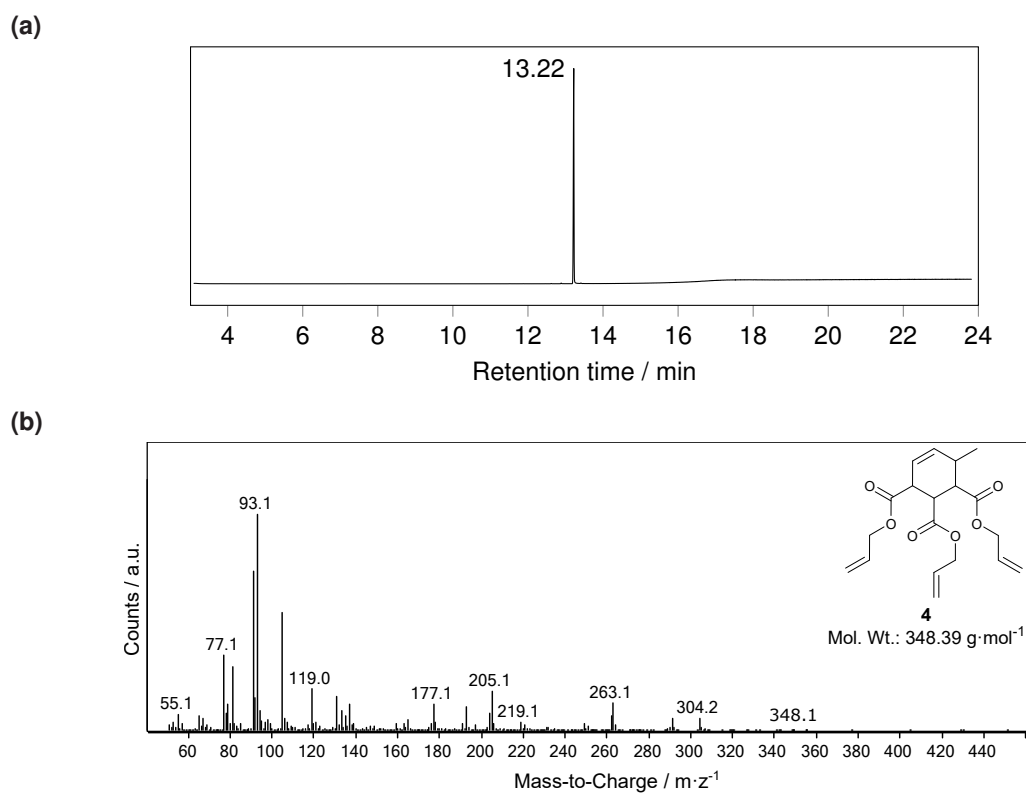 (a)
13.22
4 6 8 10 12 14 16 18 20 22 24
Retention time / min
(b)
Counts / a.u.
93.1
77.1
55.1
119.0
177.1
205.1
219.1
263.1
304.2
348.1
O O
O O O O
4
Mol. Wt.: 348.39 g·mol⁻¹
60 80 100 120 140 160 180 200 220 240 260 280 300 320 340 360 380 400 420 440
Mass-to-Charge / m·z⁻¹